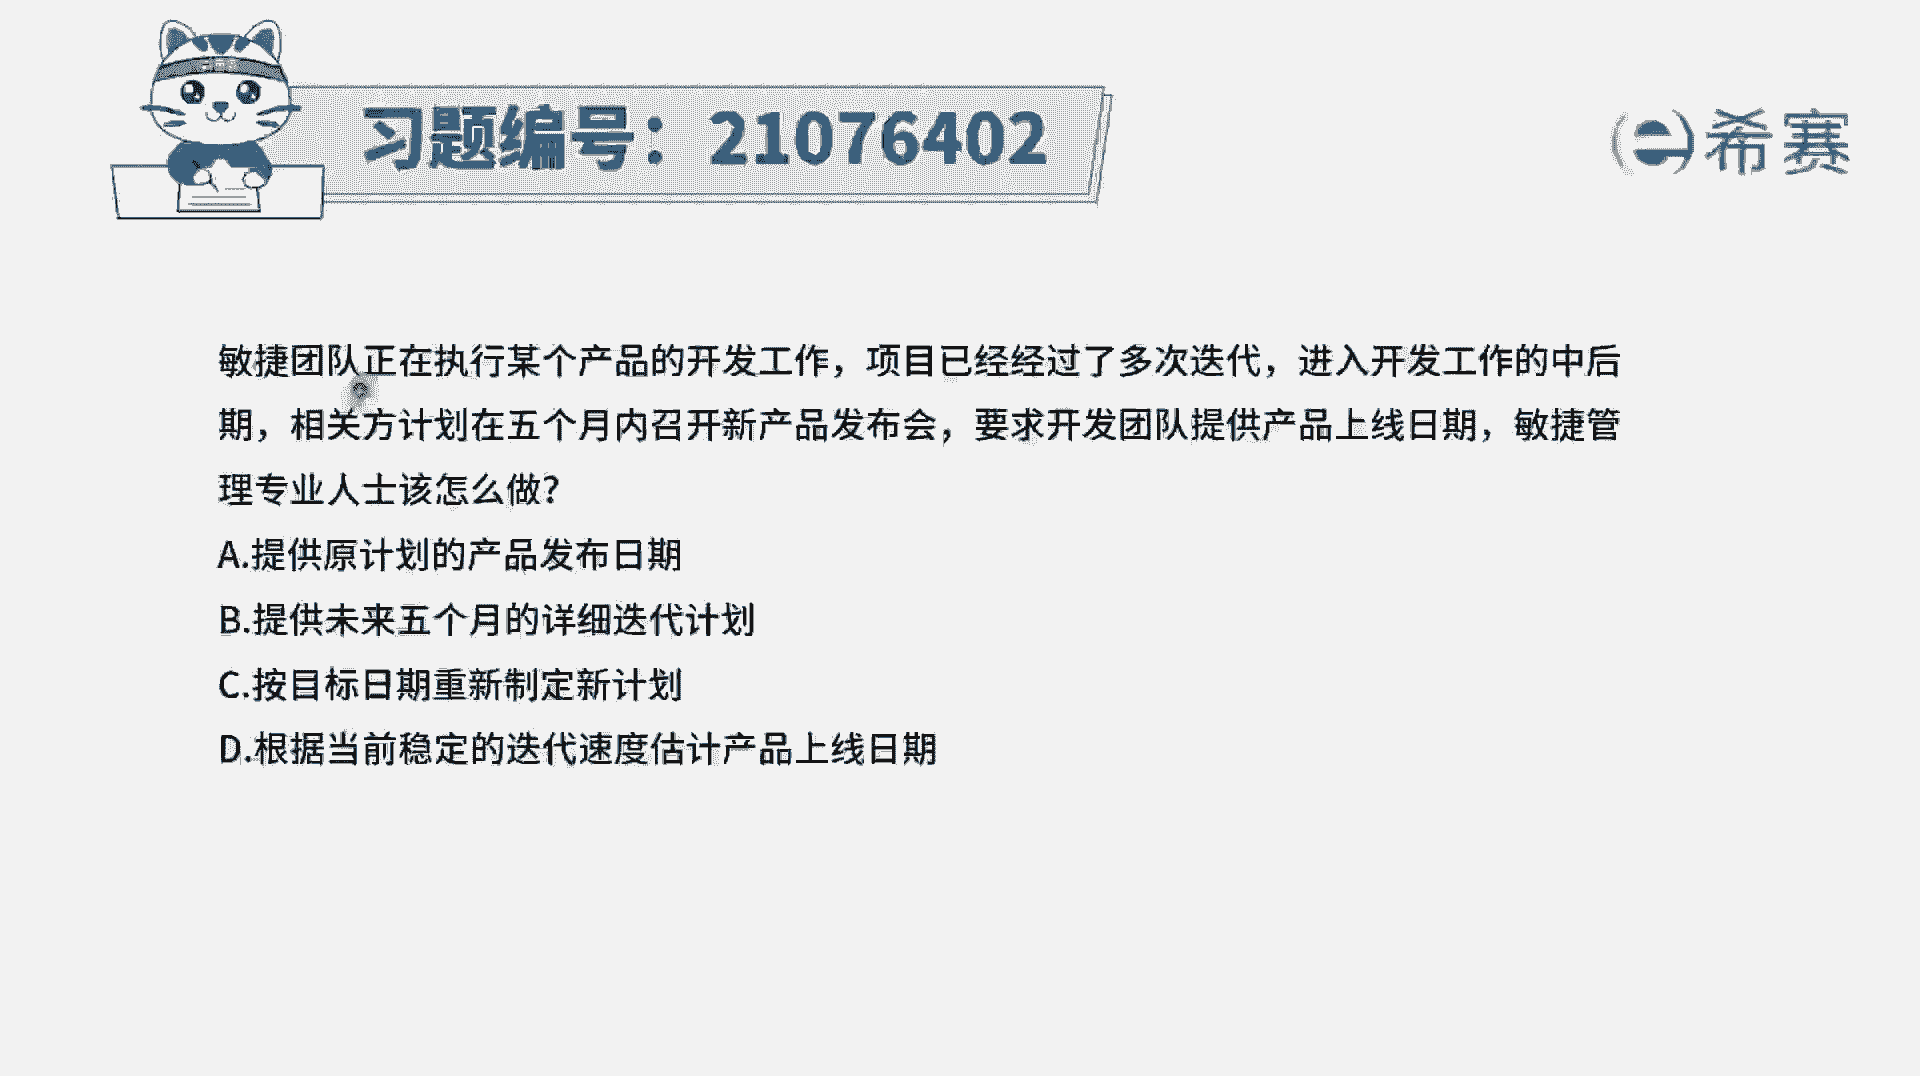 习题编号：21076402
希赛
敏捷团队正在执行某个产品的开发工作，项目已经经过了多次迭代，进入开发工作的中后
期，相关方计划在五个月内召开新产品发布会，要求开发团队提供产品上线日期，敏捷管
理专业人士该怎么做？
A.提供原计划的产品发布日期
B.提供未来五个月的详细迭代计划
C.按目标日期重新制定新计划
D.根据当前稳定的迭代速度估计产品上线日期